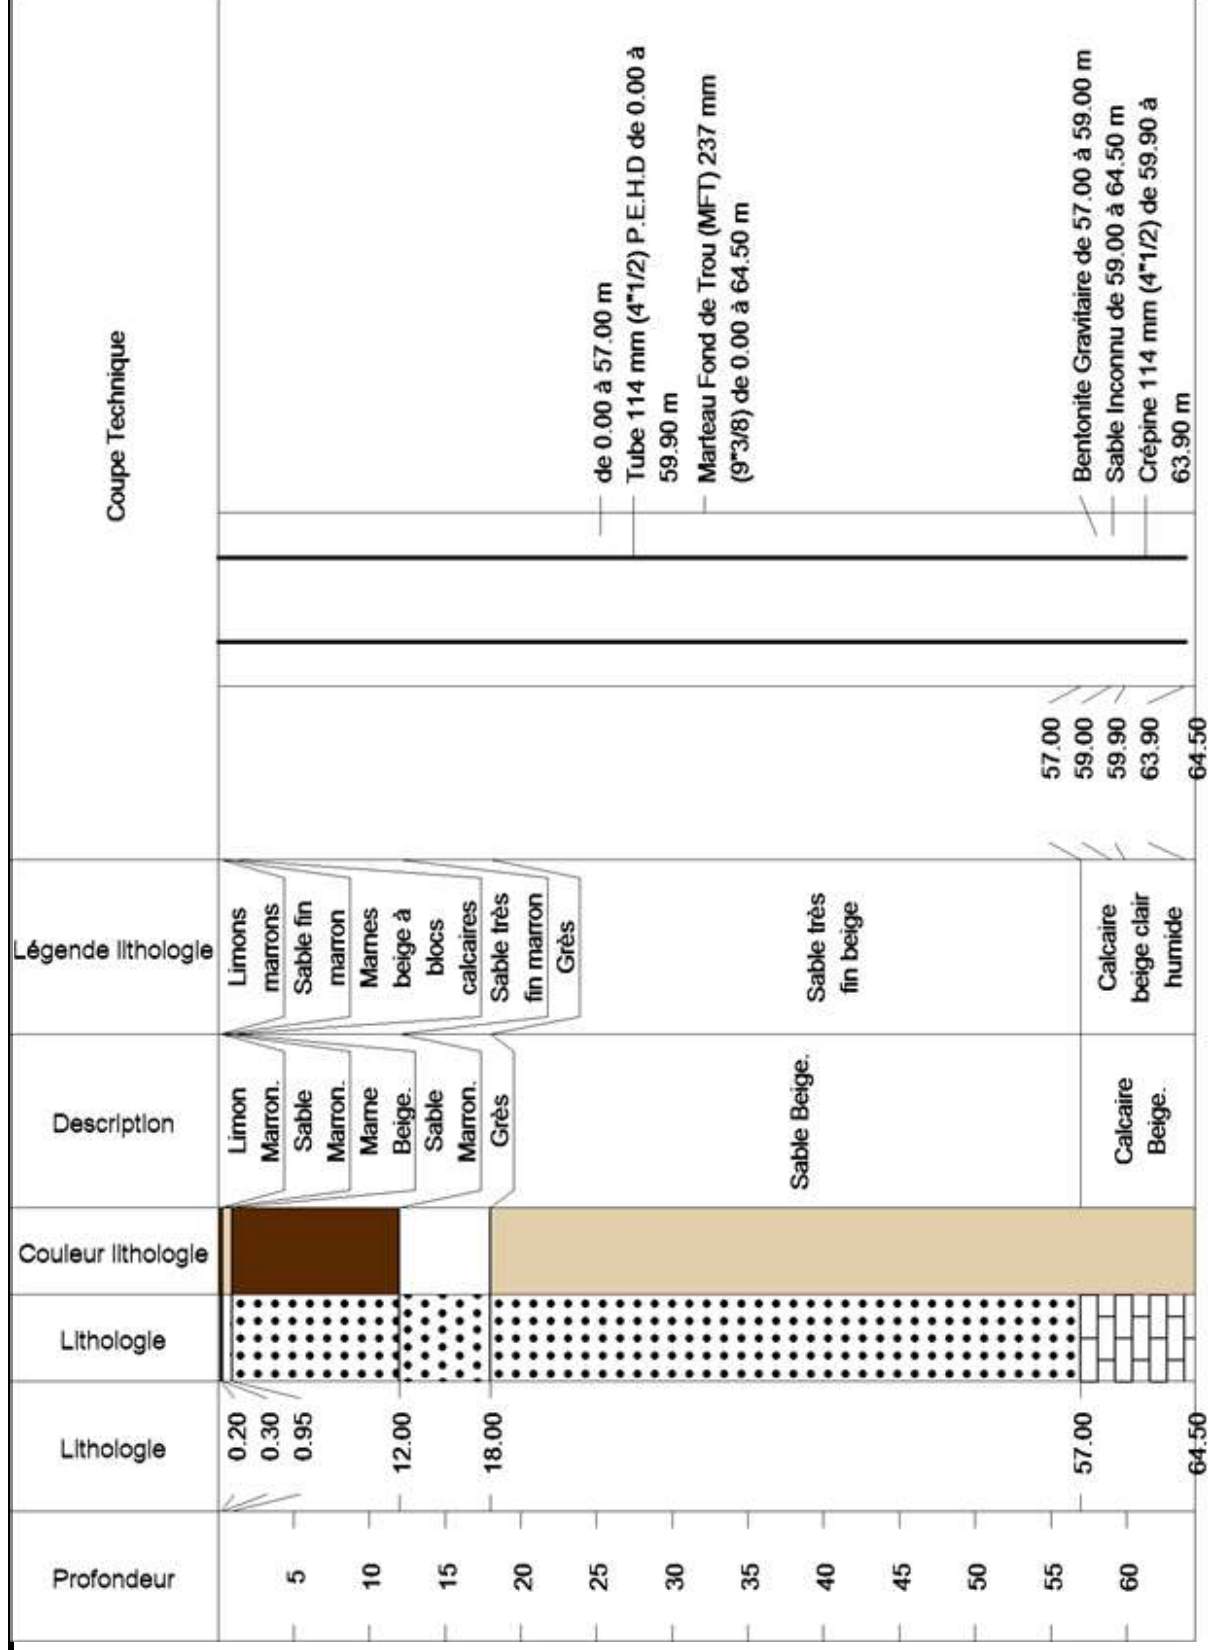 Profondeur
Lithologie
Lithologie
Couleur lithologie
Description
Légende lithologie
Coupe Technique
5
10
15
20
25
30
35
40
45
50
55
60
0.20
0.30
0.95
12.00
18.00
57.00
64.50
Limon
Marron.
Sable
Marron.
Marne
Beige.
Sable
Marron.
Grès
Sable Beige.
Calcaire
Beige.
Limons
marrons
Sable fin
marron
Marnes
beige à
blocs
calcaires
Sable très
fin marron
Grès
Sable très
fin beige
Calcaire
beige clair
humide
57.00
59.00
59.90
63.90
64.50
de 0.00 à 57.00 m
Tube 114 mm (4"1/2) P.E.H.D de 0.00 à
59.90 m
Marteau Fond de Trou (MFT) 237 mm
(9"3/8) de 0.00 à 64.50 m
Bentonite Gravitaire de 57.00 à 59.00 m
Sable Inconnu de 59.00 à 64.50 m
Crépine 114 mm (4"1/2) de 59.90 à
63.90 m